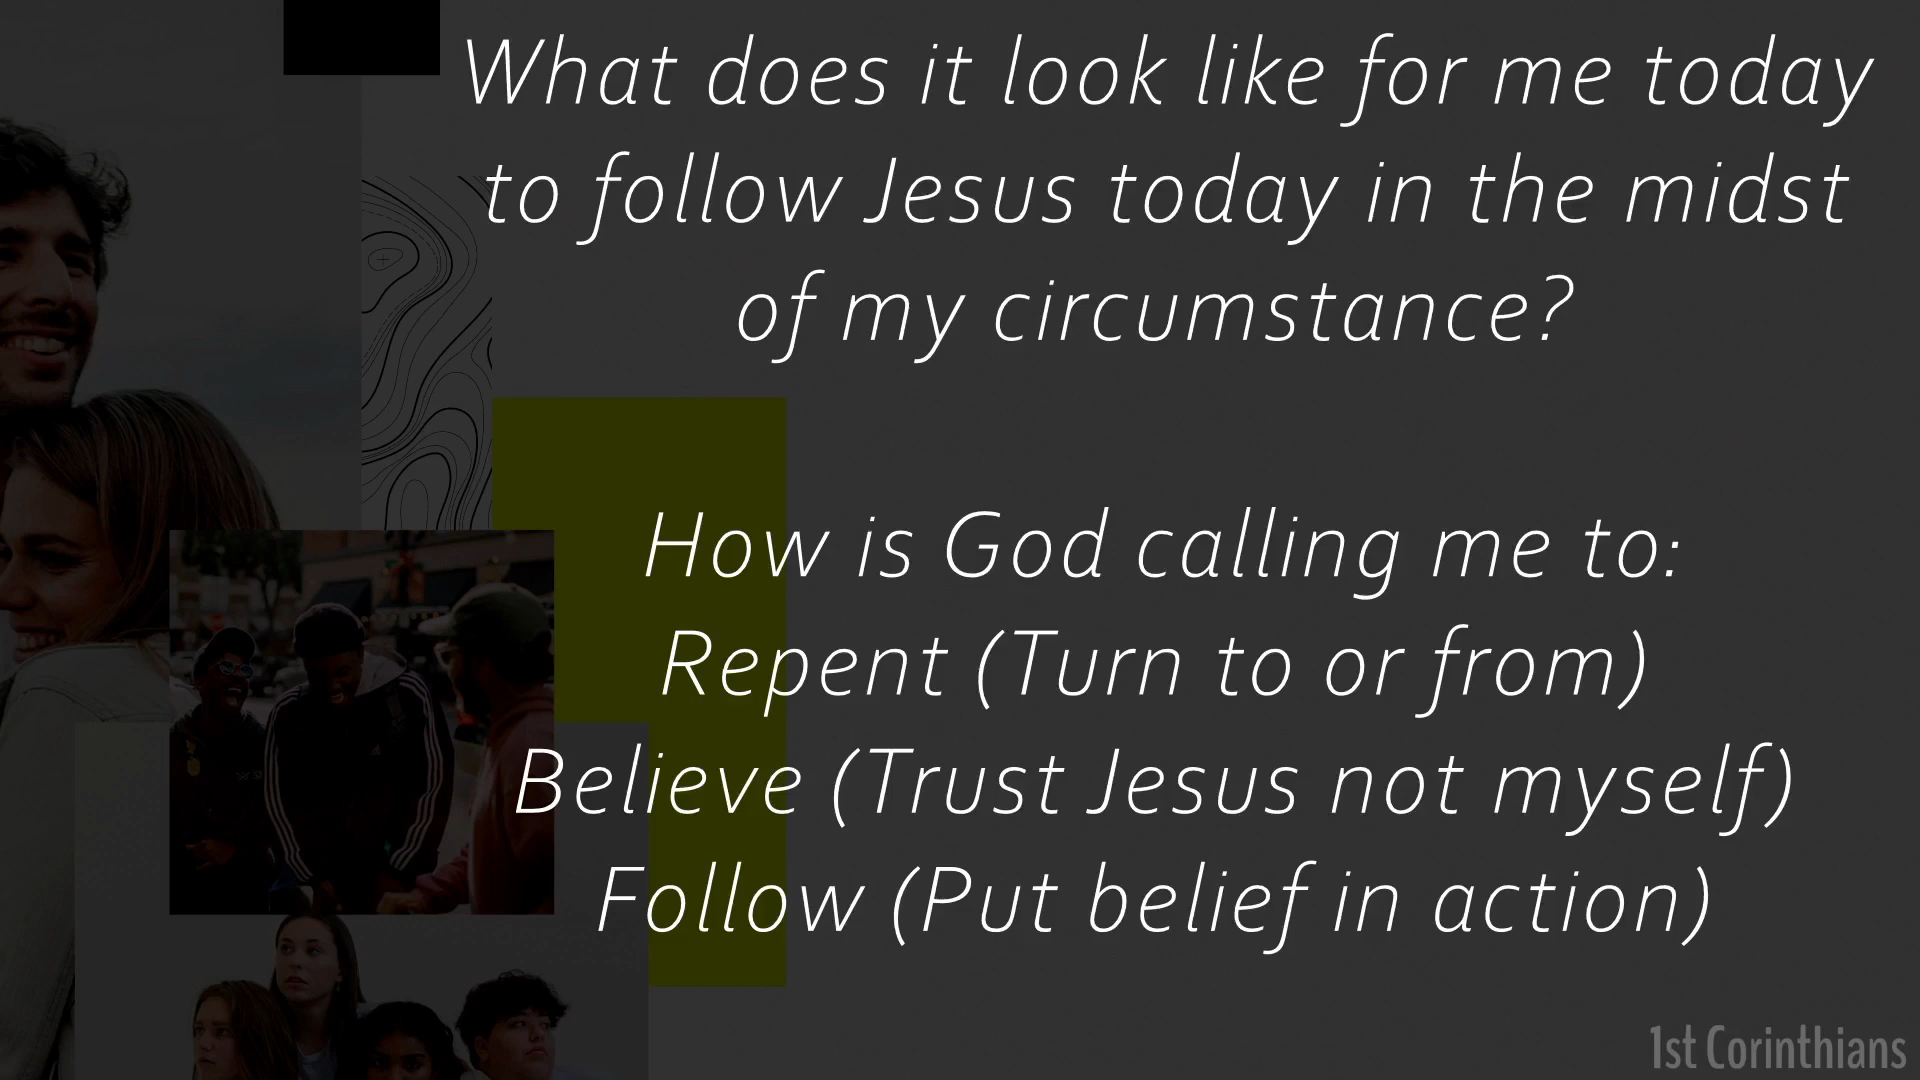 What does it look like for me today
to follow Jesus today in the midst
of my circumstance?
How is God calling me to:
Repent (Turn to or from)
Believe (Trust Jesus not myself)
Follow (Put belief in action)
1st Corinthians